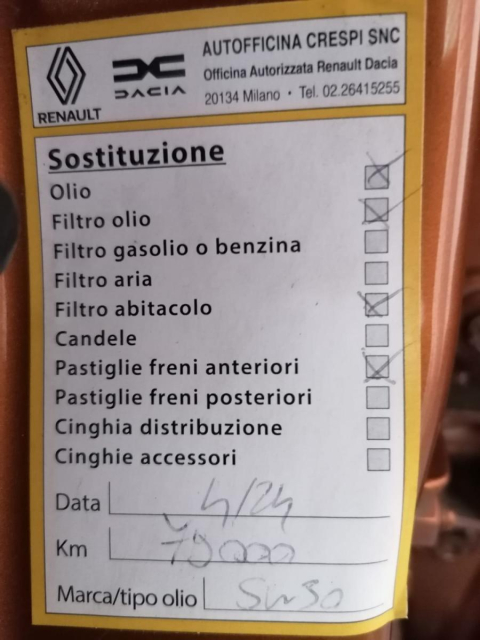 AUTOFFICINA CRESPI SNC
Officina Autorizzata Renault Dacia
20134 Milano • Tel. 02.26415255
RENAULT
DACIA
Sostituzione
Olio
Filtro olio
Filtro gasolio o benzina
Filtro aria
Filtro abitacolo
Candele
Pastiglie freni anteriori
Pastiglie freni posteriori
Cinghia distribuzione
Cinghie accessori
Data 4/24
Km 79000
Marca/tipo olio 5W30